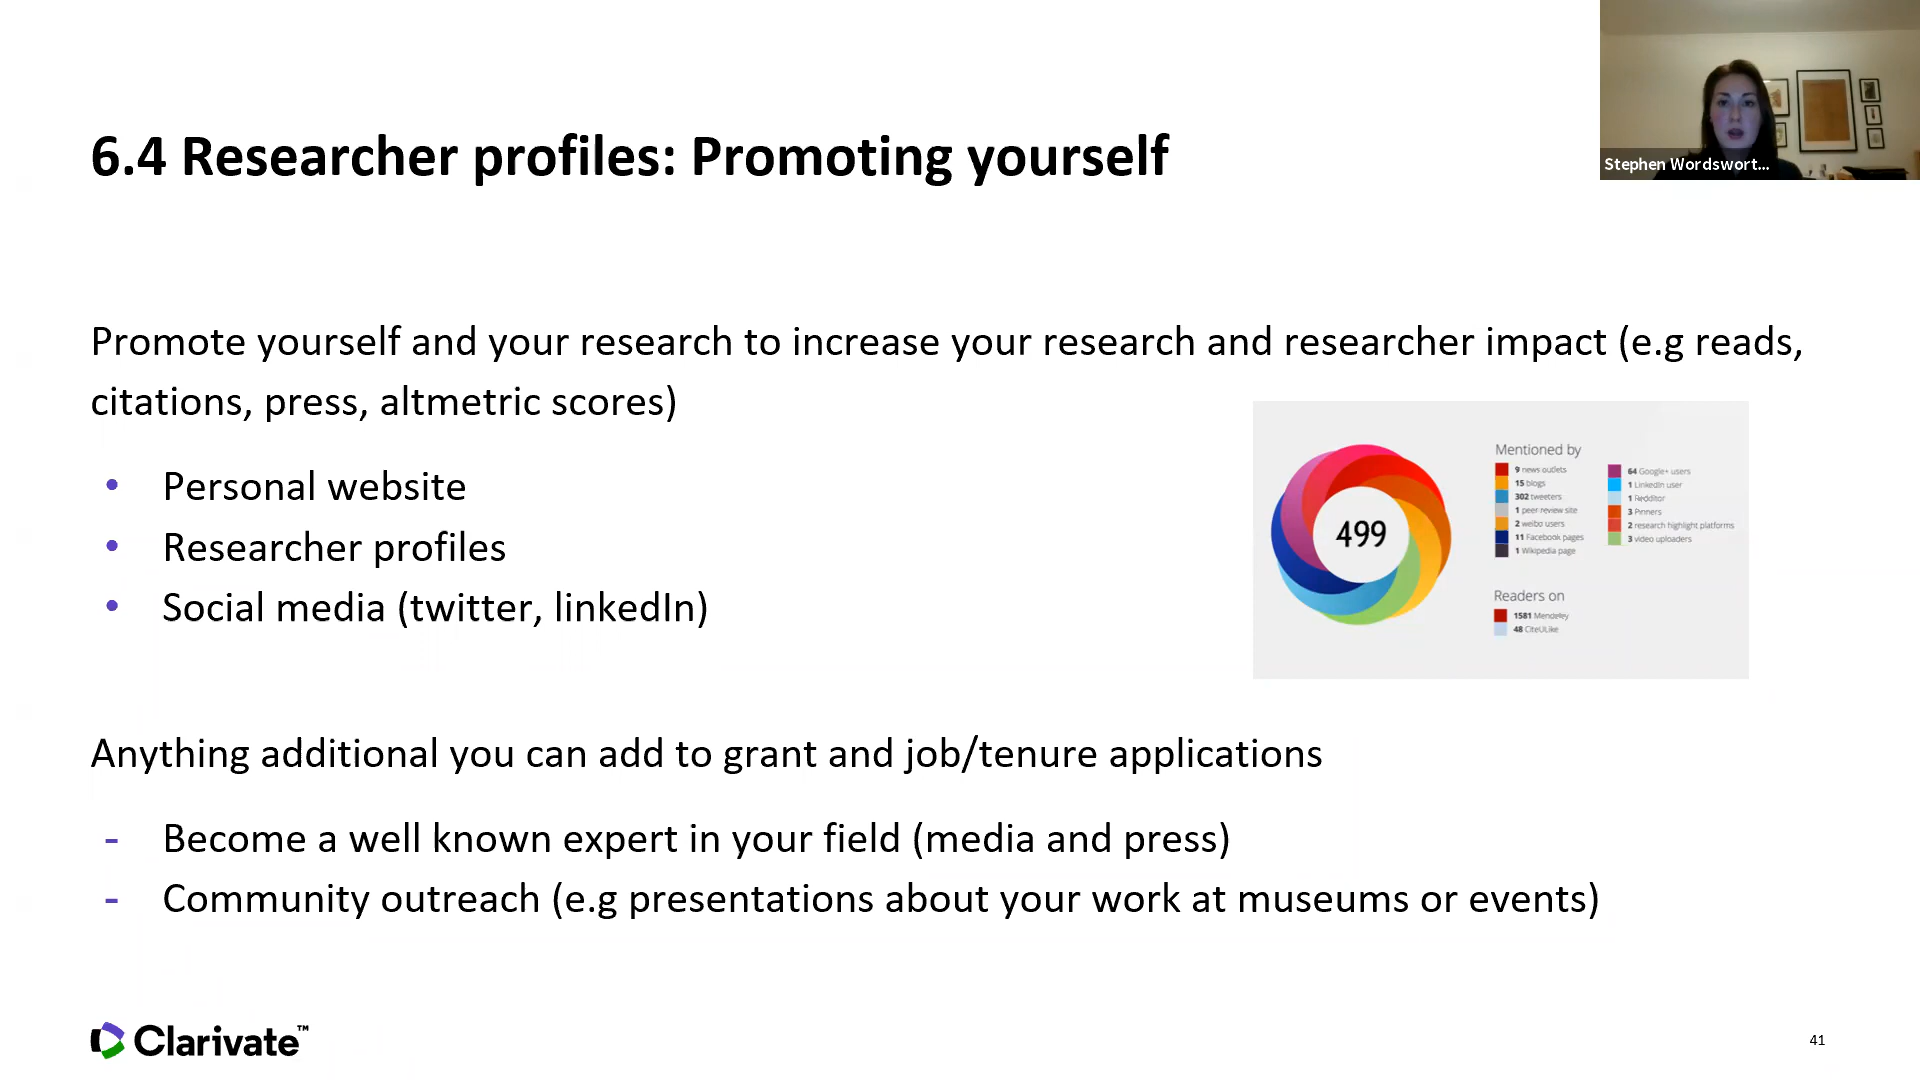 6.4 Researcher profiles: Promoting yourself
Stephen Wordswort...
Promote yourself and your research to increase your research and researcher impact (e.g reads,
citations, press, altmetric scores)
• Personal website
• Researcher profiles
• Social media (twitter, linkedIn)
499
Mentioned by
9 news outlets
15 blogs
302 tweeters
1 peer review site
2 weibo users
11 Facebook pages
1 Wikipedia page
64 Google+ users
1 LinkedIn user
1 Redditor
3 Pinners
2 research highlight platforms
3 video uploaders
Readers on
1581 Mendeley
48 CiteULike
Anything additional you can add to grant and job/tenure applications
- Become a well known expert in your field (media and press)
- Community outreach (e.g presentations about your work at museums or events)
Clarivate™
41